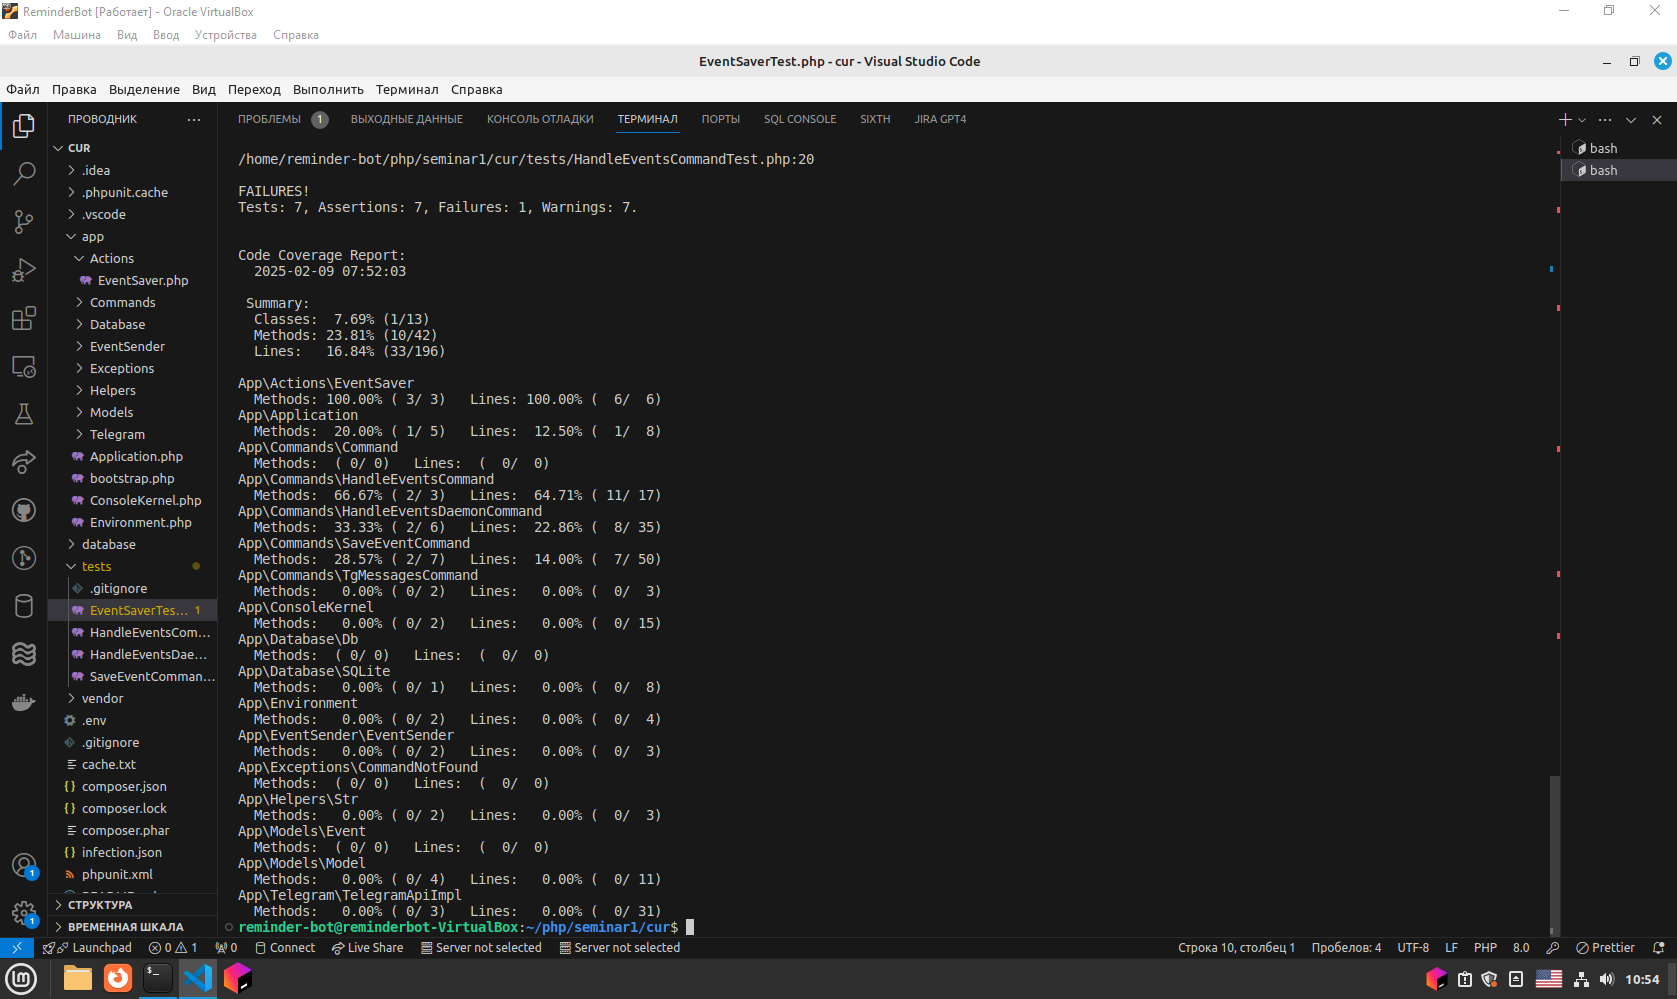 ReminderBot [Работает] - Oracle VirtualBox
Файл Машина Вид Ввод Устройства Справка
EventSaverTest.php - cur - Visual Studio Code
Файл Правка Выделение Вид Переход Выполнить Терминал Справка
ПРОВОДНИК ...
CUR
.idea
.phpunit.cache
.vscode
app
Actions
EventSaver.php
Commands
Database
EventSender
Exceptions
Helpers
Models
Telegram
Application.php
bootstrap.php
ConsoleKernel.php
Environment.php
database
tests
.gitignore
EventSaverTes... 1
HandleEventsCom...
HandleEventsDae...
SaveEventComman...
vendor
.env
.gitignore
cache.txt
composer.json
composer.lock
composer.phar
infection.json
phpunit.xml
СТРУКТУРА
ВРЕМЕННАЯ ШКАЛА
1
1
ПРОБЛЕМЫ 1 ВЫХОДНЫЕ ДАННЫЕ КОНСОЛЬ ОТЛАДКИ ТЕРМИНАЛ ПОРТЫ SQL CONSOLE SIXTH JIRA GPT4
/home/reminder-bot/php/seminar1/cur/tests/HandleEventsCommandTest.php:20
FAILURES!
Tests: 7, Assertions: 7, Failures: 1, Warnings: 7.
Code Coverage Report:
2025-02-09 07:52:03
Summary:
Classes:  7.69% (1/13)
Methods: 23.81% (10/42)
Lines:   16.84% (33/196)
App\Actions\EventSaver
Methods: 100.00% ( 3/ 3)   Lines: 100.00% (  6/  6)
App\Application
Methods:  20.00% ( 1/ 5)   Lines:  12.50% (  1/  8)
App\Commands\Command
Methods:  ( 0/ 0)   Lines:  (  0/  0)
App\Commands\HandleEventsCommand
Methods:  66.67% ( 2/ 3)   Lines:  64.71% ( 11/ 17)
App\Commands\HandleEventsDaemonCommand
Methods:  33.33% ( 2/ 6)   Lines:  22.86% (  8/ 35)
App\Commands\SaveEventCommand
Methods:  28.57% ( 2/ 7)   Lines:  14.00% (  7/ 50)
App\Commands\TgMessagesCommand
Methods:   0.00% ( 0/ 2)   Lines:   0.00% (  0/  3)
App\ConsoleKernel
Methods:   0.00% ( 0/ 2)   Lines:   0.00% (  0/ 15)
App\Database\Db
Methods:  ( 0/ 0)   Lines:  (  0/  0)
App\Database\SQLite
Methods:   0.00% ( 0/ 1)   Lines:   0.00% (  0/  8)
App\Environment
Methods:   0.00% ( 0/ 2)   Lines:   0.00% (  0/  4)
App\EventSender\EventSender
Methods:   0.00% ( 0/ 2)   Lines:   0.00% (  0/  3)
App\Exceptions\CommandNotFound
Methods:  ( 0/ 0)   Lines:  (  0/  0)
App\Helpers\Str
Methods:   0.00% ( 0/ 2)   Lines:   0.00% (  0/  3)
App\Models\Event
Methods:  ( 0/ 0)   Lines:  (  0/  0)
App\Models\Model
Methods:   0.00% ( 0/ 4)   Lines:   0.00% (  0/ 11)
App\Telegram\TelegramApiImpl
Methods:   0.00% ( 0/ 3)   Lines:   0.00% (  0/ 31)
reminder-bot@reminderbot-VirtualBox:~/php/seminar1/cur$
bash
bash
Launchpad 0 1 0 Connect Live Share Server not selected Server not selected Строка 10, столбец 1 Пробелов: 4 UTF-8 LF PHP 8.0 Prettier
10:54